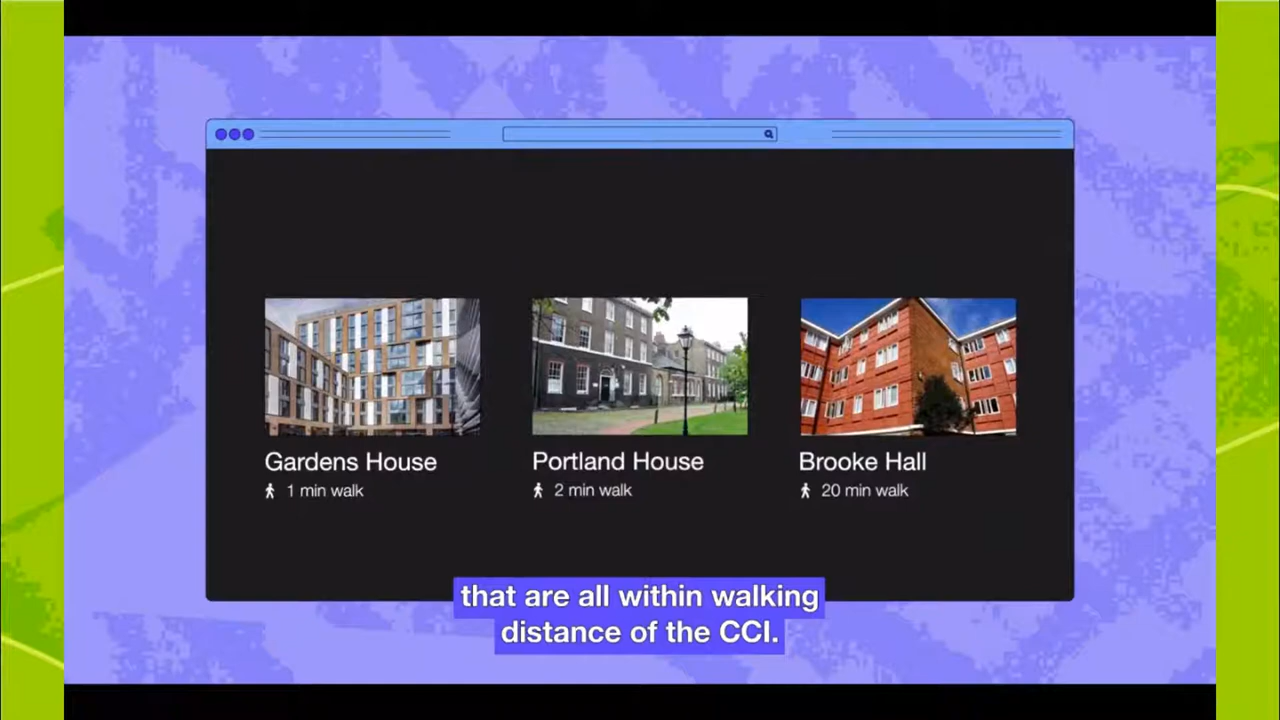 Gardens House
1 min walk
Portland House
2 min walk
Brooke Hall
20 min walk
that are all within walking
distance of the CCI.